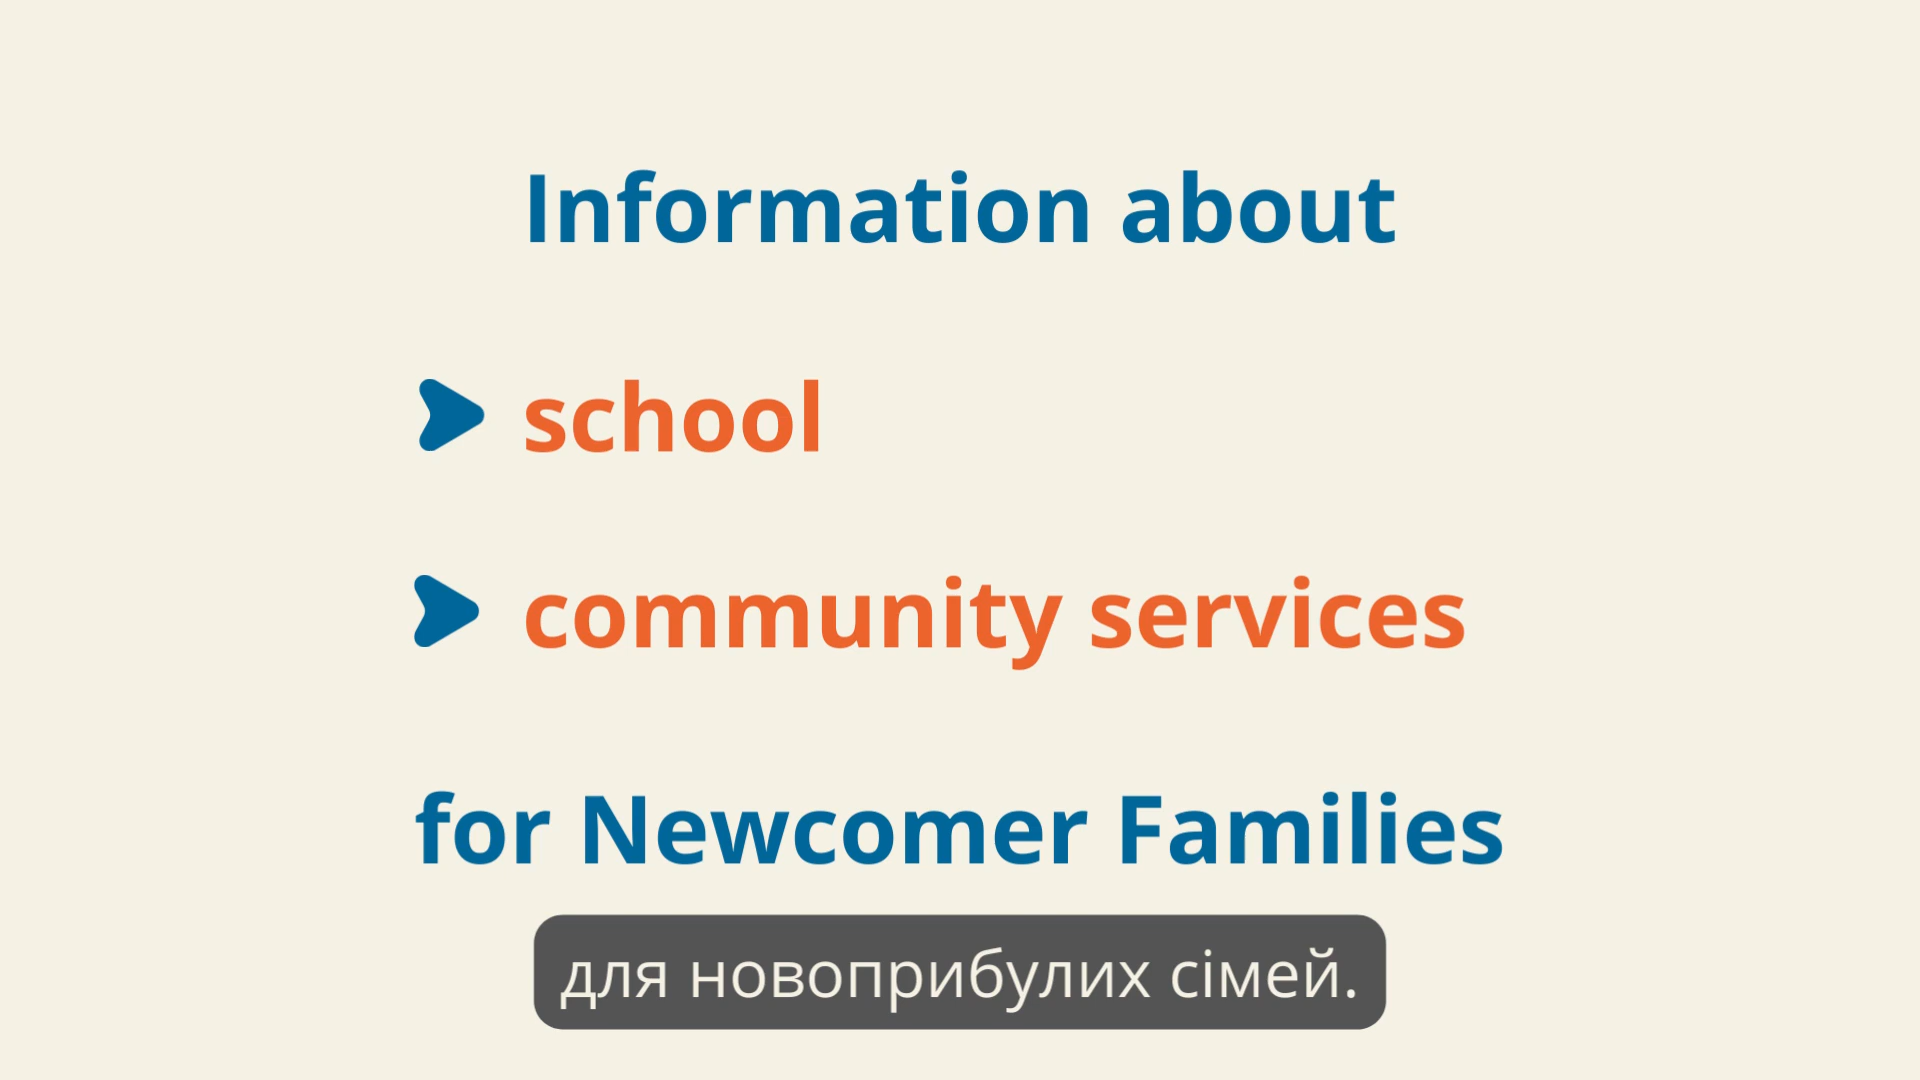 Information about
school
community services
for Newcomer Families
для новоприбулих сімей.